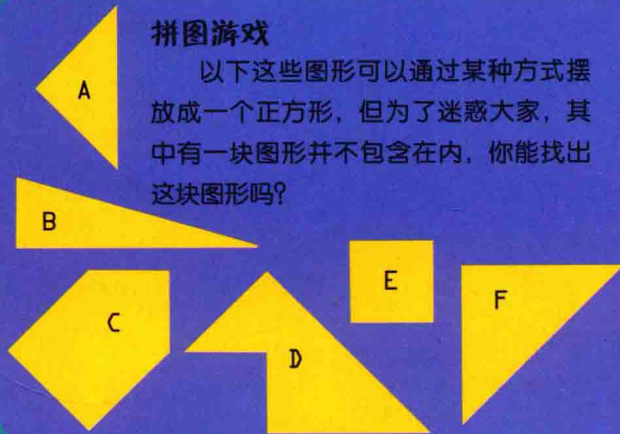 拼图游戏
以下这些图形可以通过某种方式摆
放成一个正方形，但为了迷惑大家，其
中有一块图形并不包含在内，你能找出
这块图形吗？
A
B
C
D
E
F